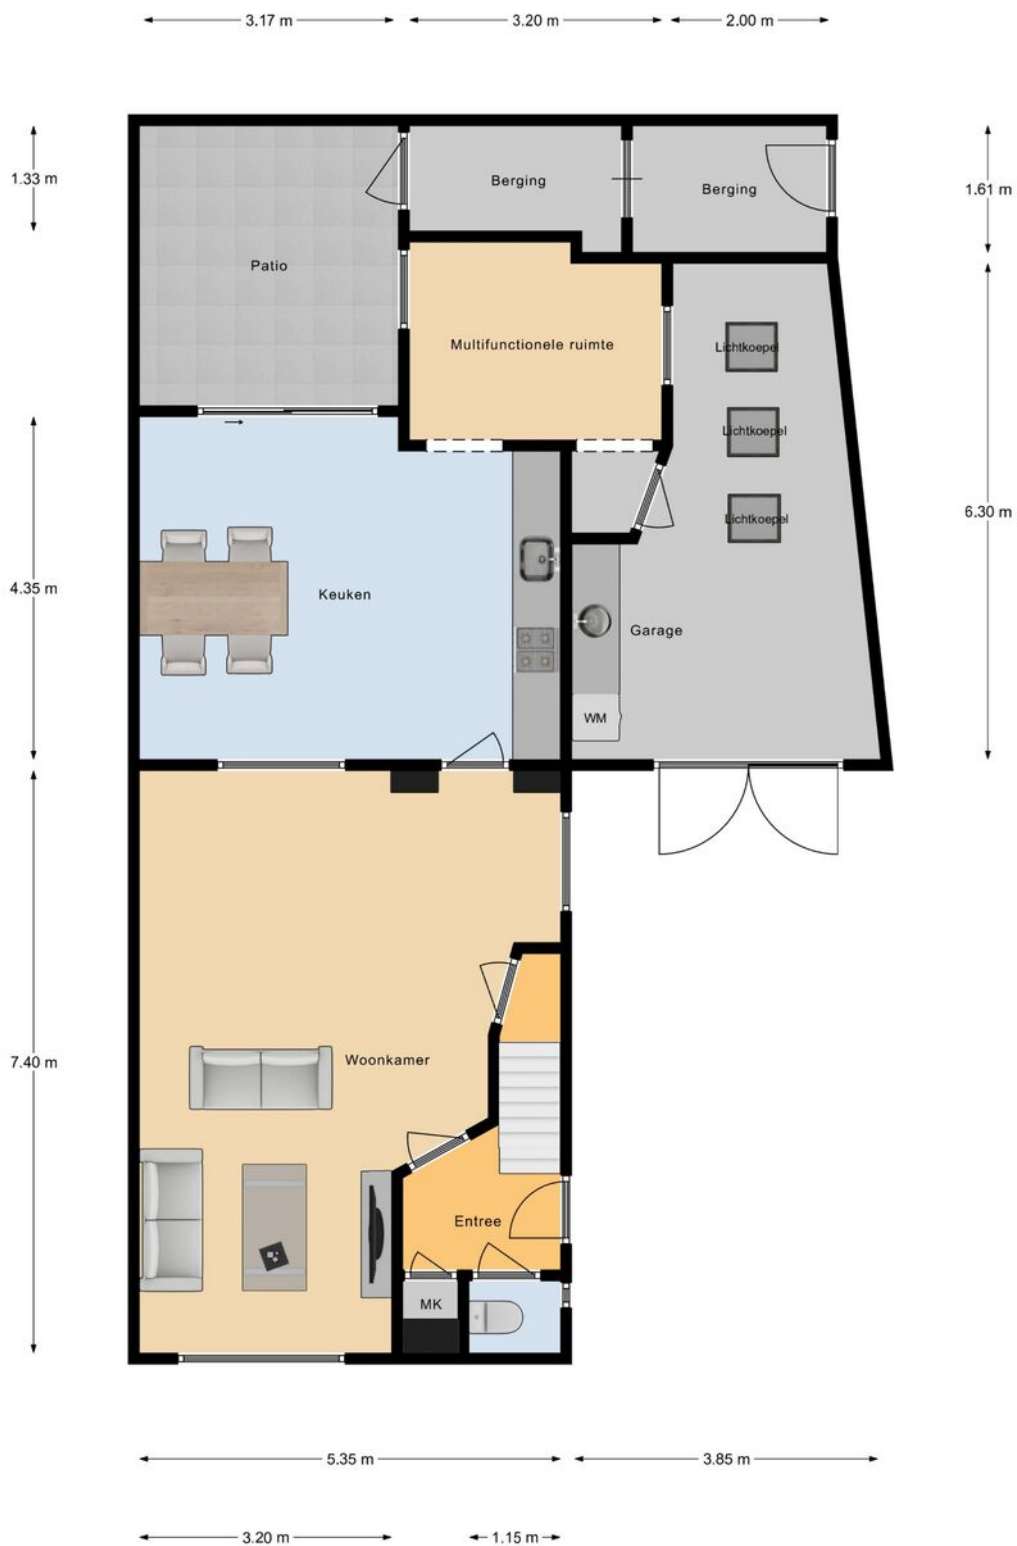 3.17 m
3.20 m
2.00 m
1.33 m
Berging
Berging
1.61 m
Patio
Multifunctionele ruimte
Lichtkoepel
Lichtkoepel
Lichtkoepel
6.30 m
4.35 m
Keuken
Garage
WM
7.40 m
Woonkamer
Entree
MK
5.35 m
3.85 m
3.20 m
1.15 m